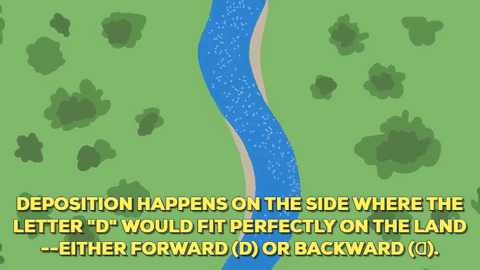 DEPOSITION HAPPENS ON THE SIDE WHERE THE
LETTER "D" WOULD FIT PERFECTLY ON THE LAND
--EITHER FORWARD (D) OR BACKWARD (ᗡ).